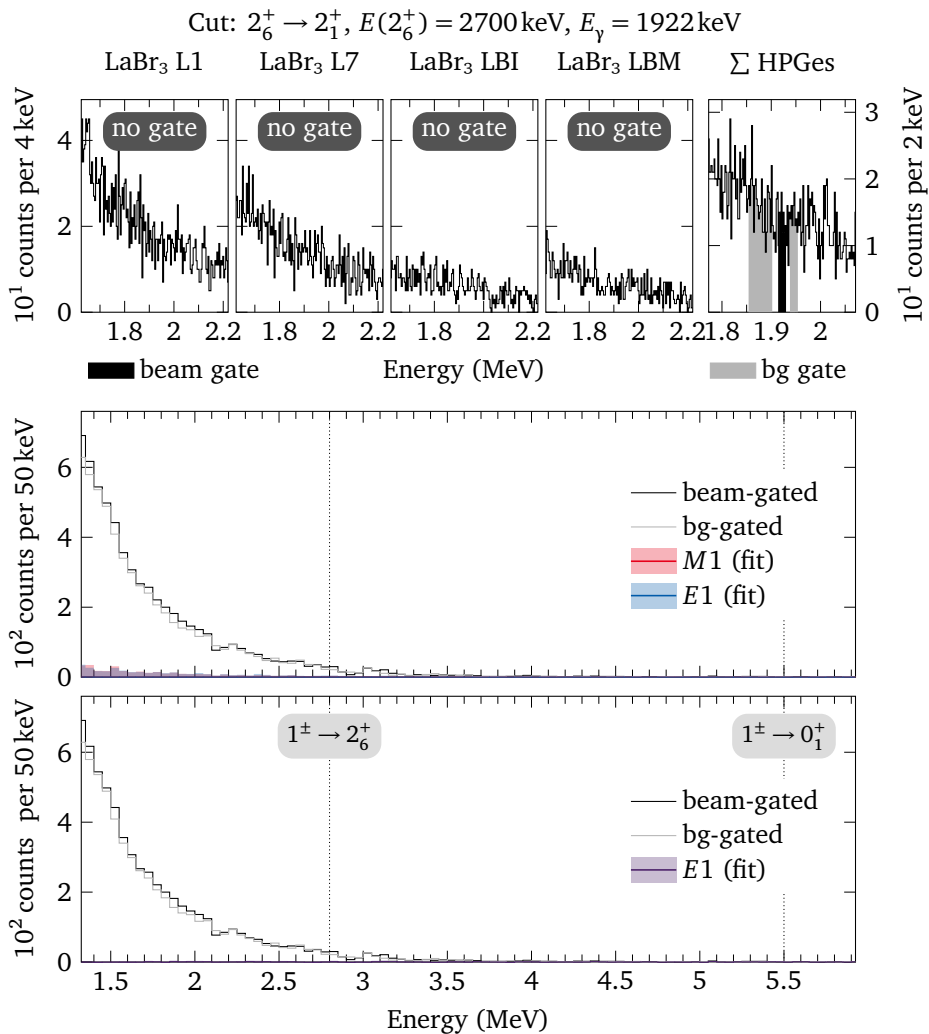 Cut: 2₆⁺ → 2₁⁺, E(2₆⁺) = 2700 keV, Eγ = 1922 keV
LaBr₃ L1 LaBr₃ L7 LaBr₃ LBI LaBr₃ LBM ∑ HPGes
no gate no gate no gate no gate
10¹ counts per 4 keV
4
2
0
3
2
1
0
10¹ counts per 2 keV
1.8 2 2.2 1.8 2 2.2 1.8 2 2.2 1.8 2 2.2 1.8 1.9 2
beam gate Energy (MeV) bg gate
10² counts per 50 keV
6
4
2
0
beam-gated
bg-gated
M1 (fit)
E1 (fit)
10² counts per 50 keV
6
4
2
0
1± → 2₆⁺ 1± → 0₁⁺
beam-gated
bg-gated
E1 (fit)
1.5 2 2.5 3 3.5 4 4.5 5 5.5
Energy (MeV)